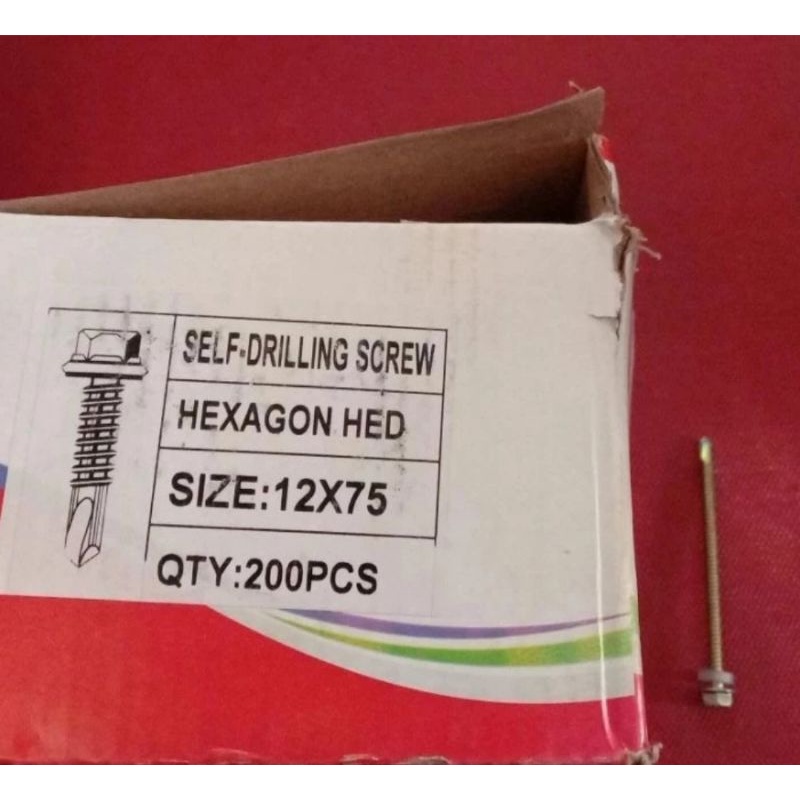 SELF-DRILLING SCREW
HEXAGON HED
SIZE:12X75
QTY:200PCS